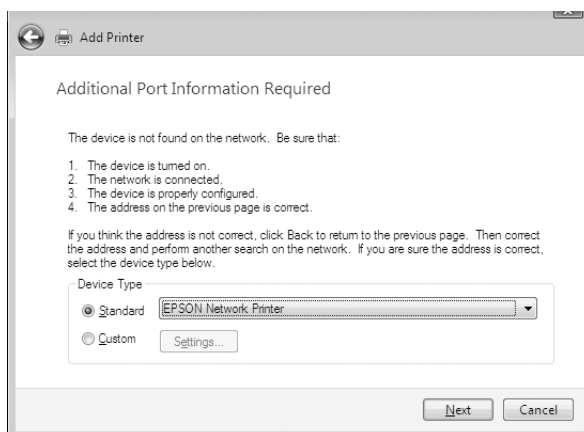 Add Printer
Additional Port Information Required
The device is not found on the network. Be sure that:
1. The device is turned on.
2. The network is connected.
3. The device is properly configured.
4. The address on the previous page is correct.
If you think the address is not correct, click Back to return to the previous page. Then correct
the address and perform another search on the network. If you are sure the address is correct,
select the device type below.
Device Type
Standard
EPSON Network Printer
Custom
Settings...
Next
Cancel